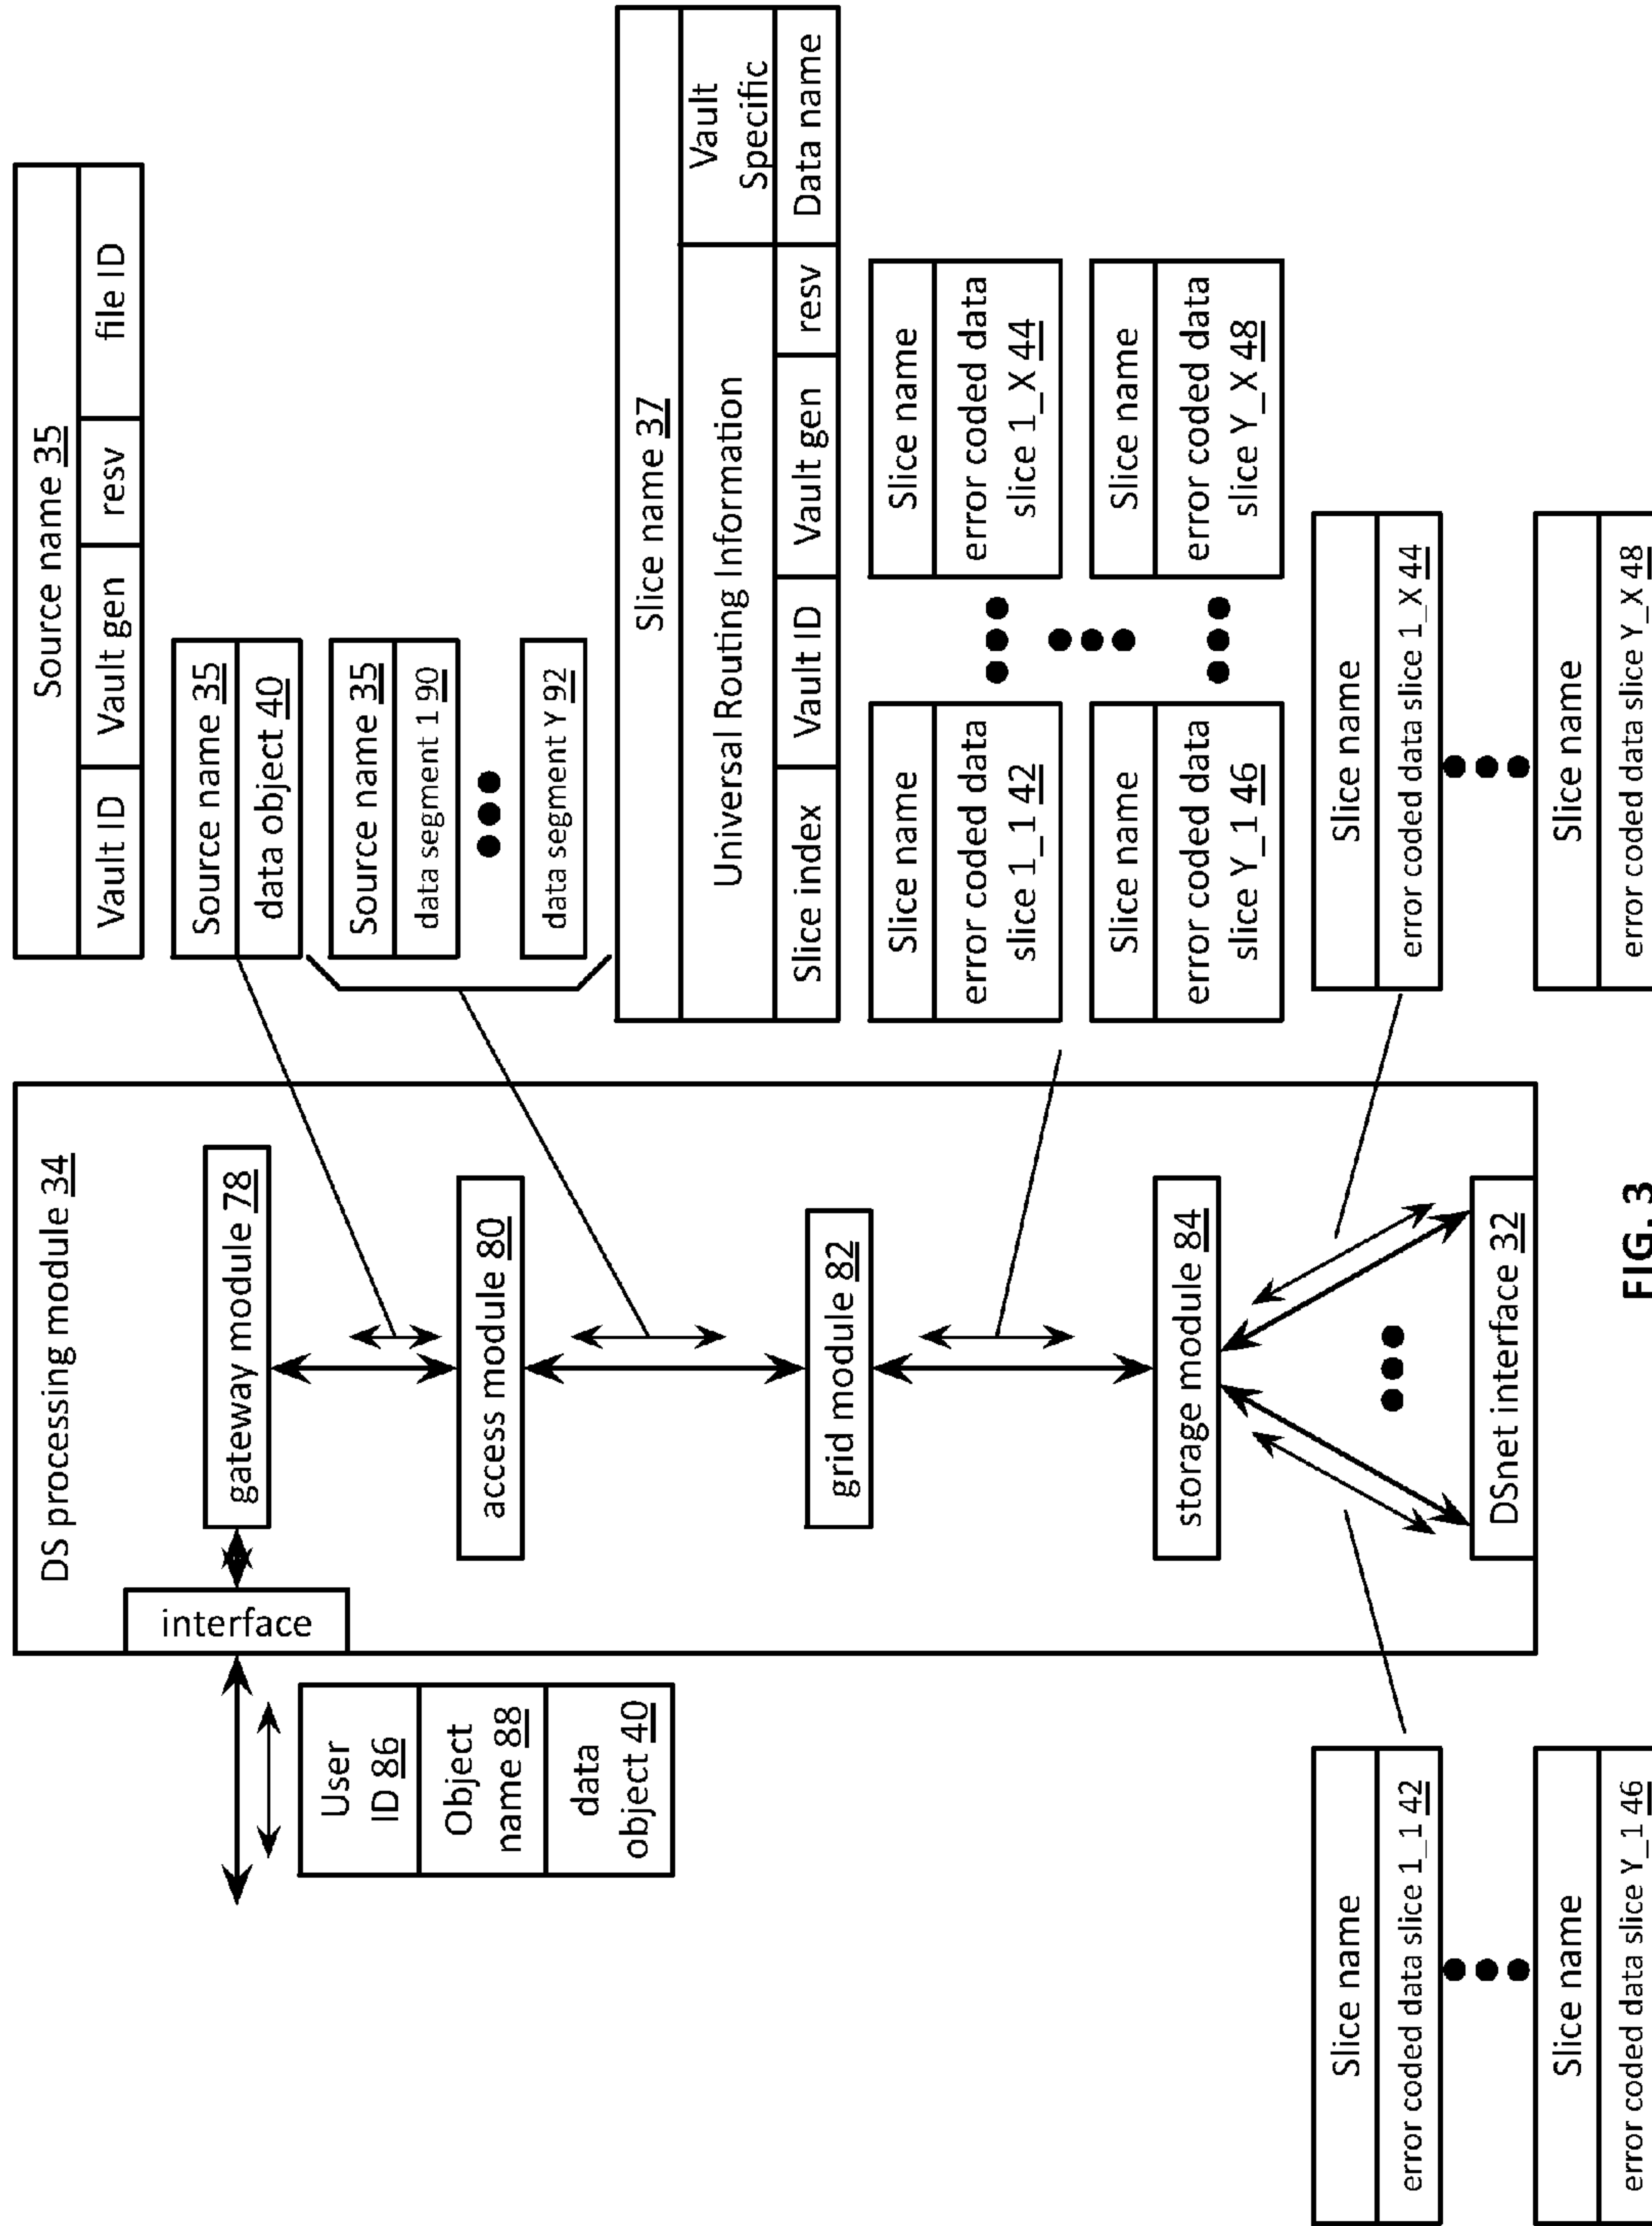 DS processing module 34
interface
gateway module 78
access module 80
grid module 82
storage module 84
DSnet interface 32
User
ID 86
Object
name 88
data
object 40
Source name 35
Vault ID
Vault gen
resv
file ID
Source name 35
data object 40
Source name 35
data segment 1 90
data segment Y 92
Slice name 37
Universal Routing Information
Vault
Specific
Slice index
Vault ID
Vault gen
resv
Data name
Slice name
error coded data
slice 1_1 42
Slice name
error coded data
slice 1_X 44
Slice name
error coded data
slice Y_1 46
Slice name
error coded data
slice Y_X 48
Slice name
error coded data slice 1_1 42
Slice name
error coded data slice Y_1 46
Slice name
error coded data slice 1_X 44
Slice name
error coded data slice Y_X 48
FIG. 3